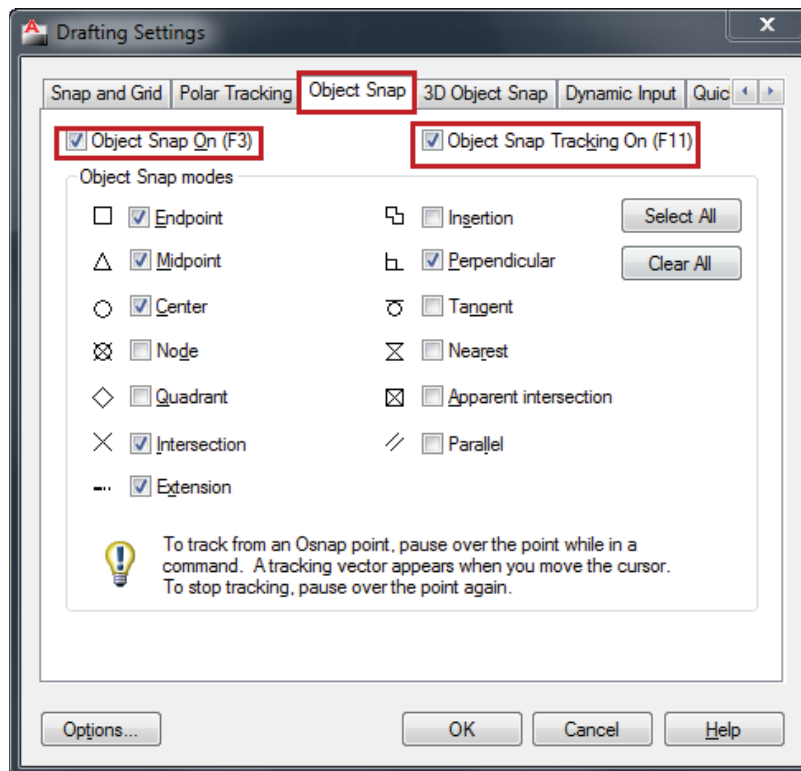 Drafting Settings
Snap and Grid Polar Tracking Object Snap 3D Object Snap Dynamic Input Quic
Object Snap On (F3) Object Snap Tracking On (F11)
Object Snap modes
Endpoint Insertion Select All
Midpoint Perpendicular Clear All
Center Tangent
Node Nearest
Quadrant Apparent intersection
Intersection Parallel
Extension
To track from an Osnap point, pause over the point while in a
command. A tracking vector appears when you move the cursor.
To stop tracking, pause over the point again.
Options... OK Cancel Help